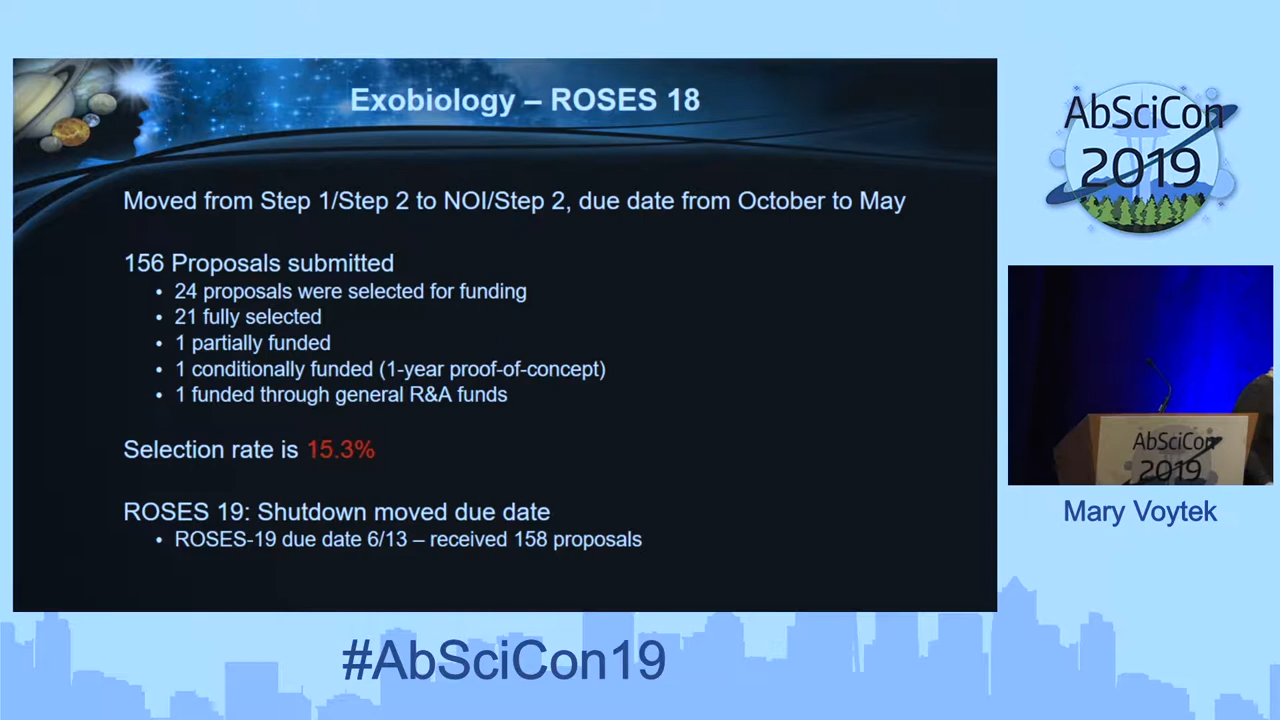 Exobiology – ROSES 18
Moved from Step 1/Step 2 to NOI/Step 2, due date from October to May
156 Proposals submitted
• 24 proposals were selected for funding
• 21 fully selected
• 1 partially funded
• 1 conditionally funded (1-year proof-of-concept)
• 1 funded through general R&A funds
Selection rate is 15.3%
ROSES 19: Shutdown moved due date
• ROSES-19 due date 6/13 – received 158 proposals
AbSciCon
2019
AbSciCon
2019
Mary Voytek
#AbSciCon19